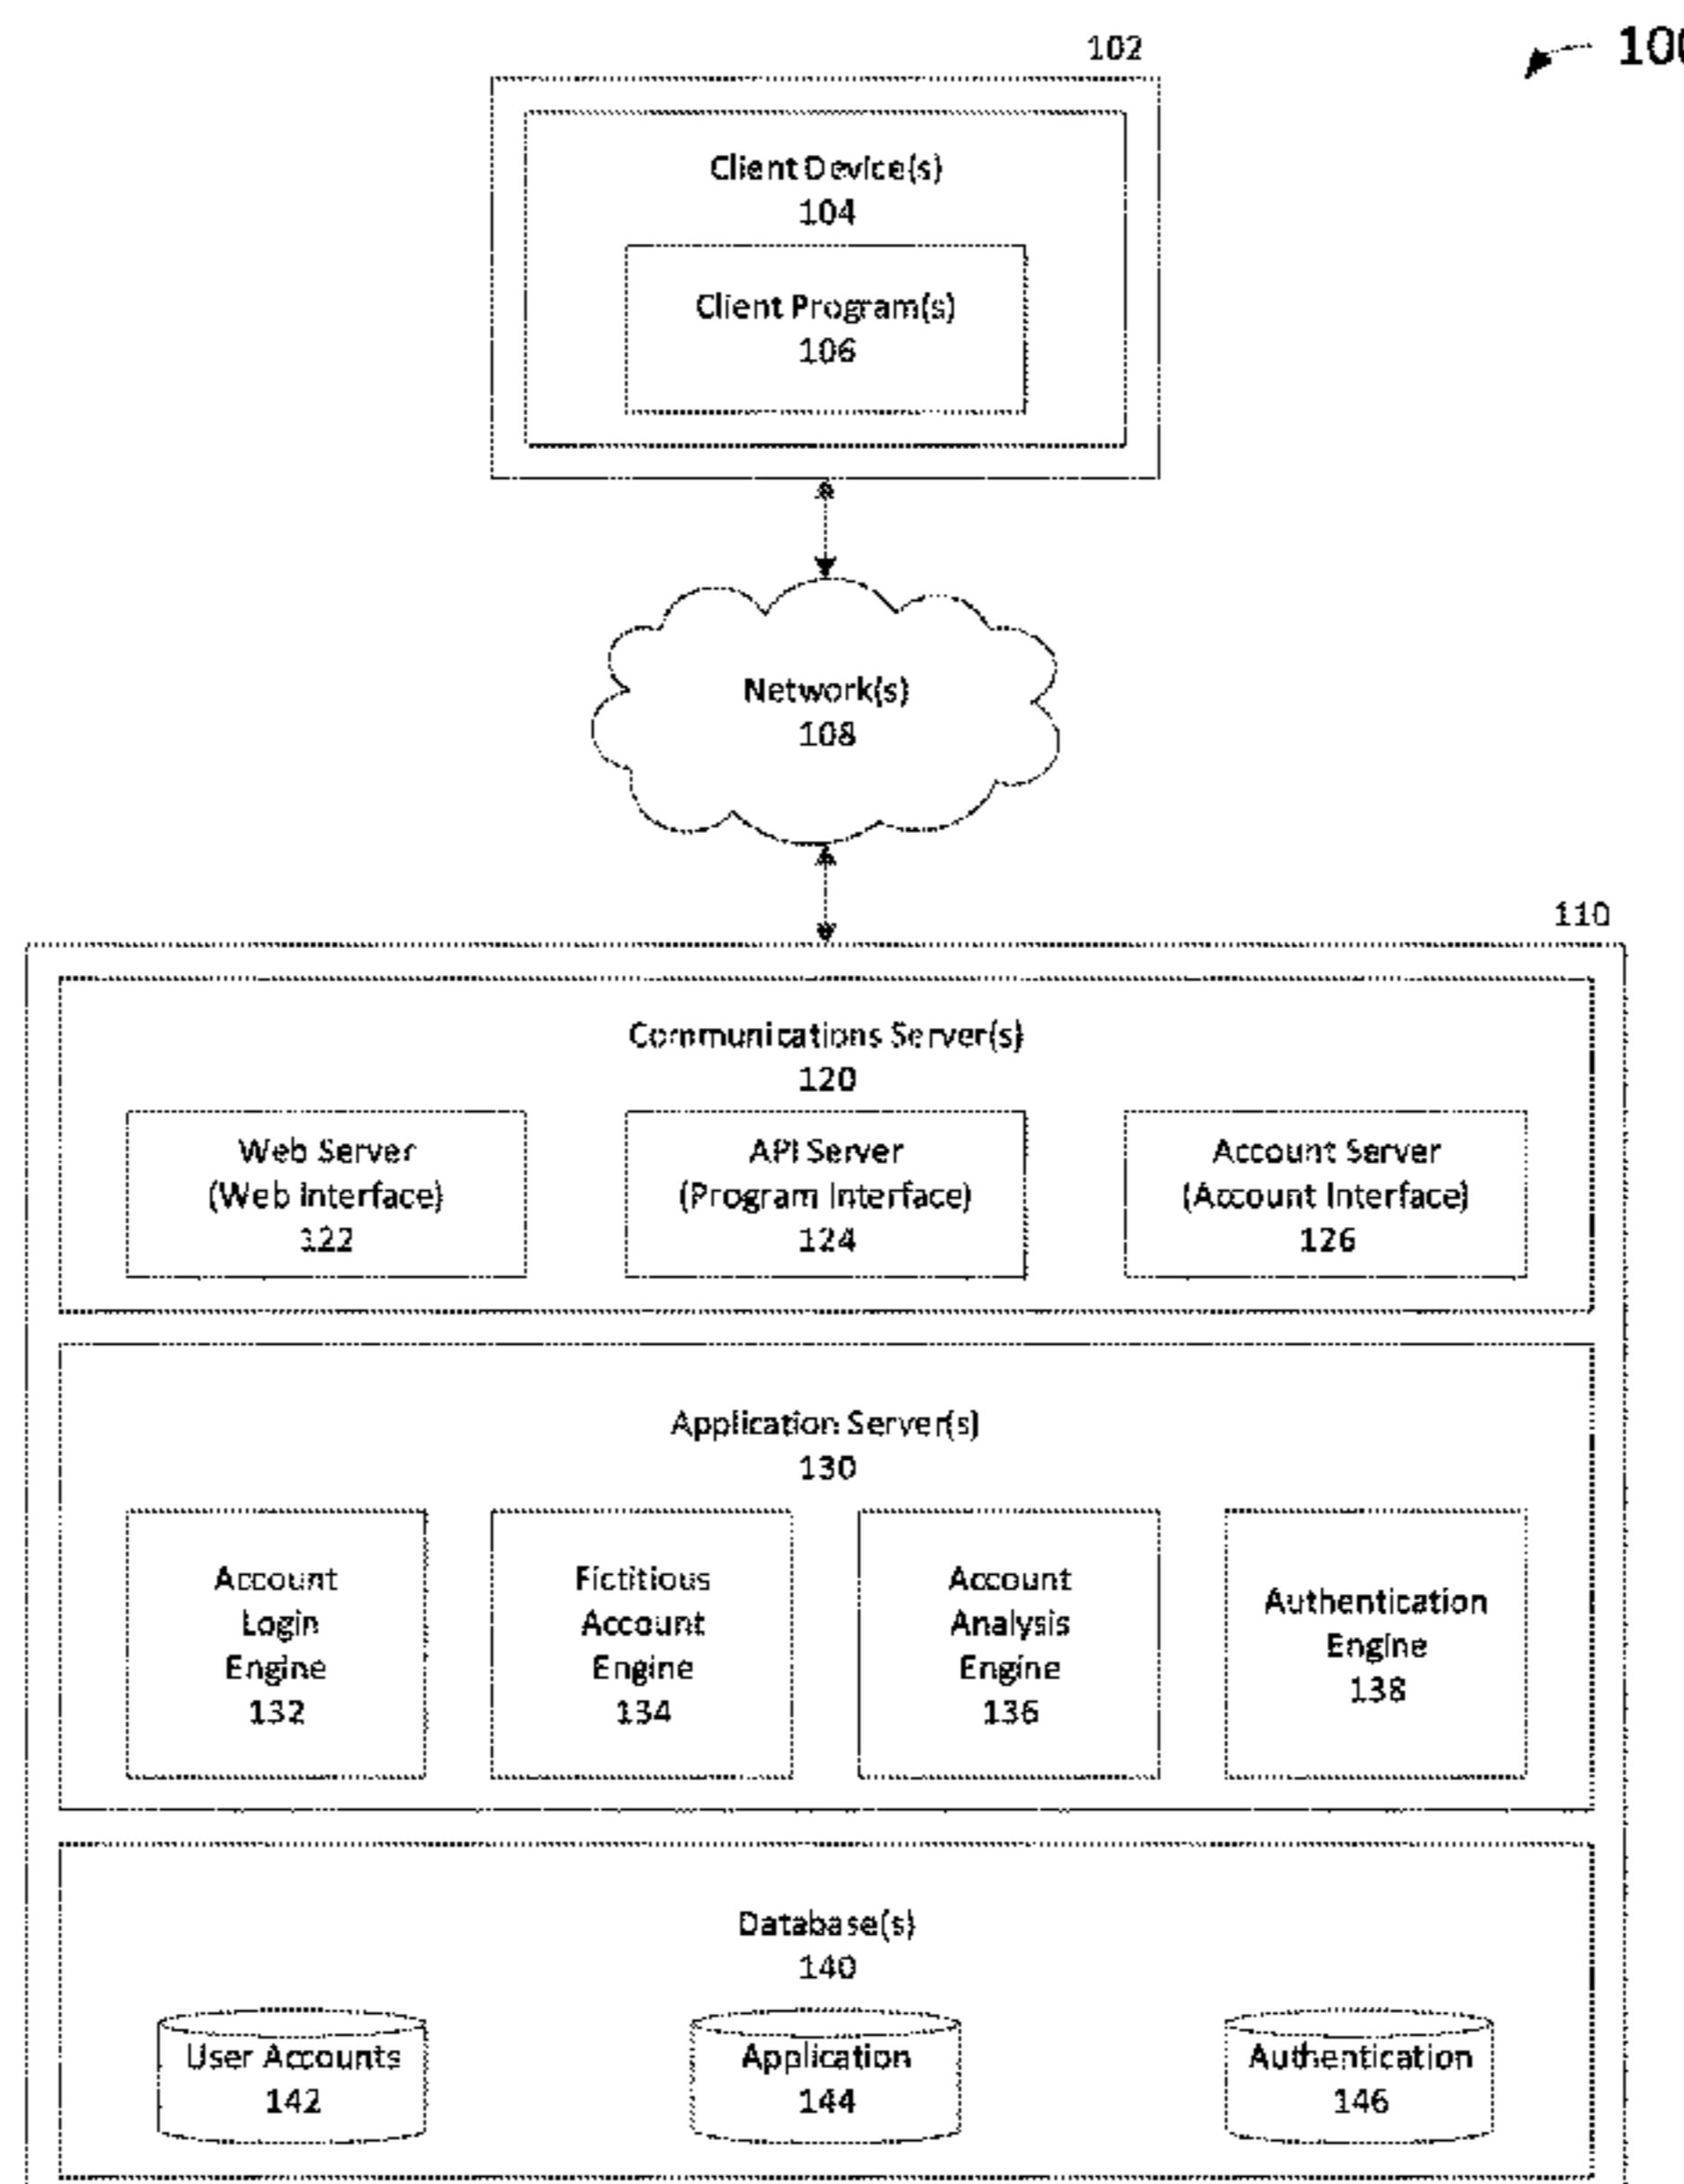 102
100
Client Device(s)
104
Client Program(s)
106
Network(s)
108
110
Communications Server(s)
120
Web Server
(Web Interface)
122
API Server
(Program Interface)
124
Account Server
(Account Interface)
126
Application Server(s)
130
Account
Login
Engine
132
Fictitious
Account
Engine
134
Account
Analysis
Engine
136
Authentication
Engine
138
Database(s)
140
User Accounts
142
Application
144
Authentication
146